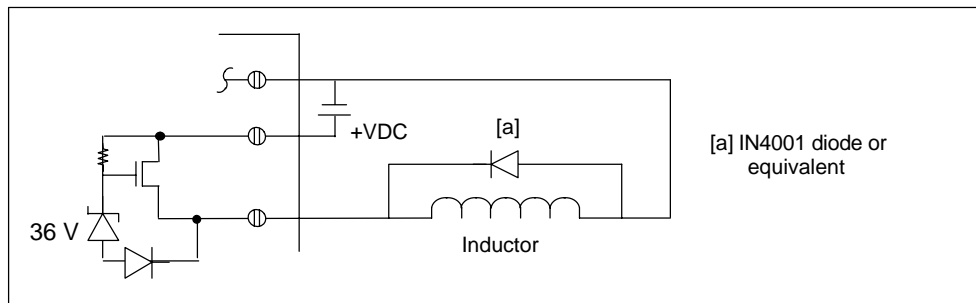 +VDC
[a]
[a] IN4001 diode or
equivalent
36 V
Inductor